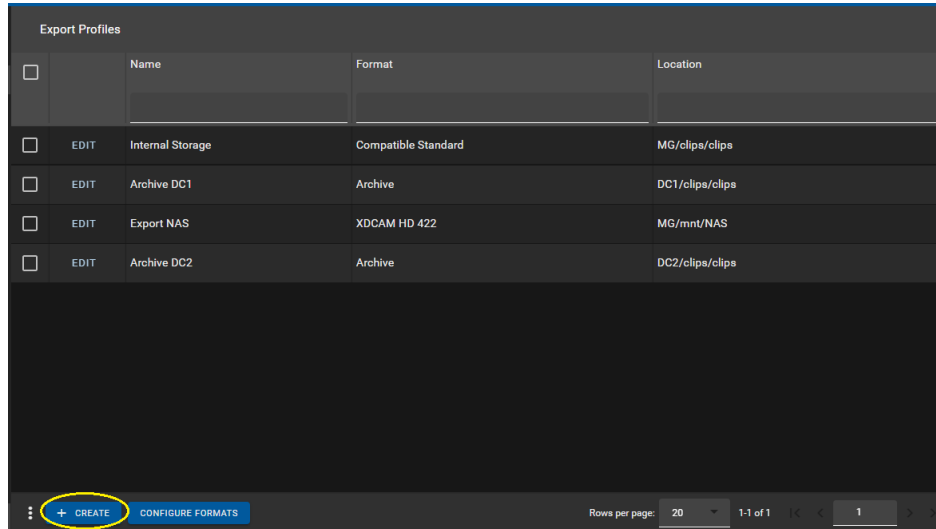 Export Profiles
Name Format Location
EDIT Internal Storage Compatible Standard MG/clips/clips
EDIT Archive DC1 Archive DC1/clips/clips
EDIT Export NAS XDCAM HD 422 MG/mnt/NAS
EDIT Archive DC2 Archive DC2/clips/clips
+ CREATE CONFIGURE FORMATS Rows per page: 20 1-1 of 1 1